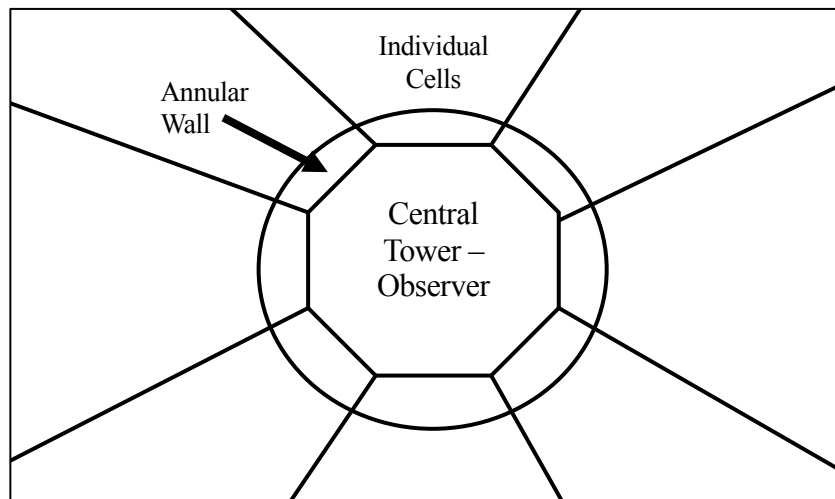 Individual
Cells
Annular
Wall
Central
Tower –
Observer